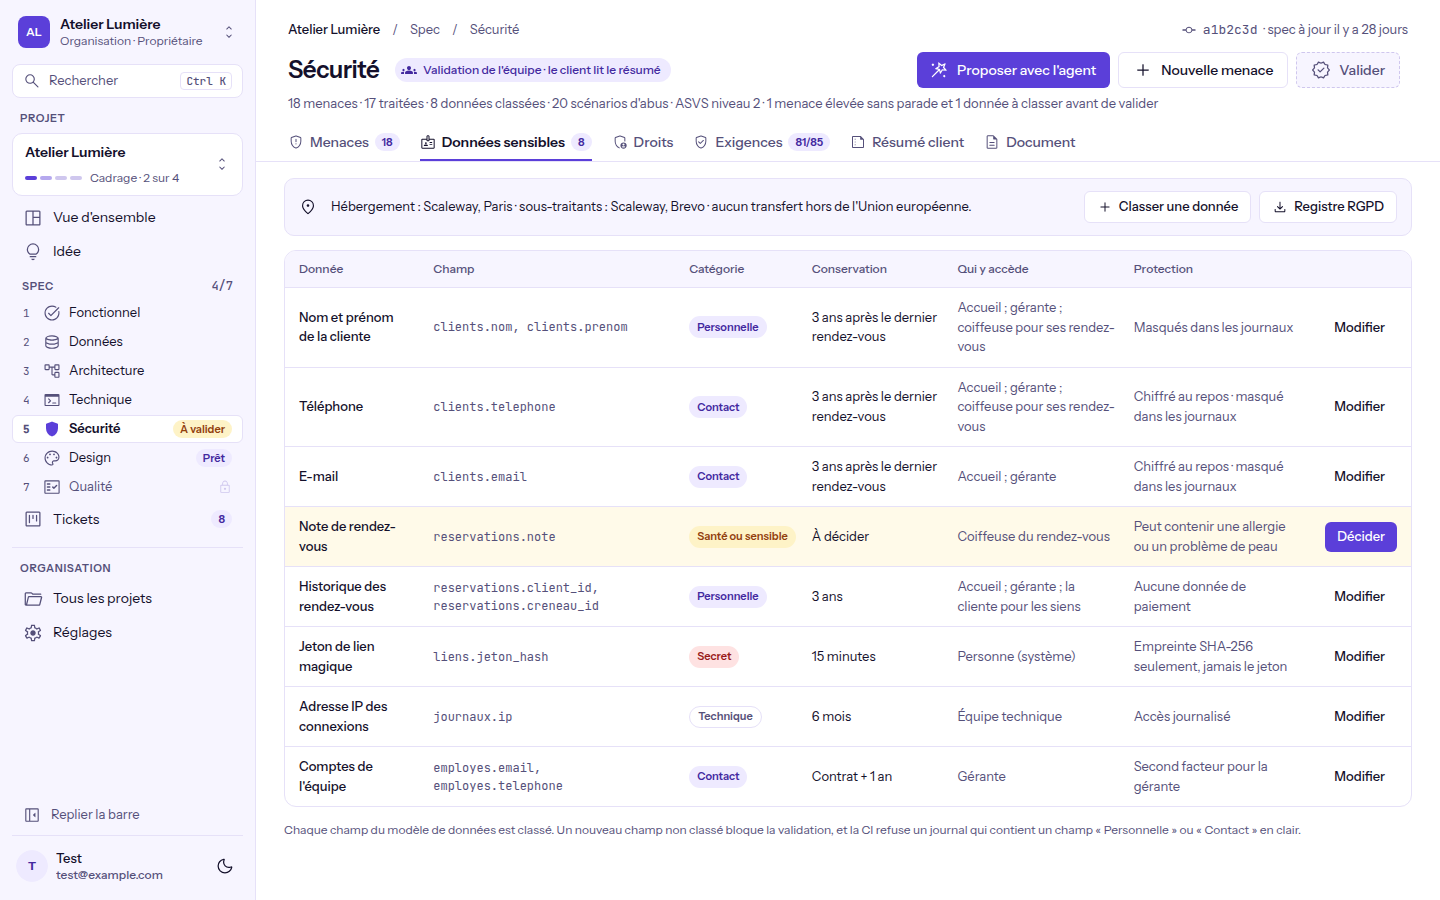 AL
Atelier Lumière
Organisation · Propriétaire
Rechercher
Ctrl K
PROJET
Atelier Lumière
Cadrage · 2 sur 4
Vue d'ensemble
Idée
SPEC 4/7
1 Fonctionnel
2 Données
3 Architecture
4 Technique
5 Sécurité À valider
6 Design Prêt
7 Qualité
Tickets 8
ORGANISATION
Tous les projets
Réglages
Replier la barre
T
Test
test@example.com
Atelier Lumière / Spec / Sécurité
a1b2c3d · spec à jour il y a 28 jours
Sécurité
Validation de l'équipe · le client lit le résumé
Proposer avec l'agent
Nouvelle menace
Valider
18 menaces · 17 traitées · 8 données classées · 20 scénarios d'abus · ASVS niveau 2 · 1 menace élevée sans parade et 1 donnée à classer avant de valider
Menaces 18
Données sensibles 8
Droits
Exigences 81/85
Résumé client
Document
Hébergement : Scaleway, Paris · sous-traitants : Scaleway, Brevo · aucun transfert hors de l'Union européenne.
Classer une donnée
Registre RGPD
Donnée Champ Catégorie Conservation Qui y accède Protection
Nom et prénom
de la cliente
clients.nom, clients.prenom
Personnelle
3 ans après le dernier
rendez-vous
Accueil ; gérante ;
coiffeuse pour ses rendez-
vous
Masqués dans les journaux
Modifier
Téléphone
clients.telephone
Contact
3 ans après le dernier
rendez-vous
Accueil ; gérante ;
coiffeuse pour ses rendez-
vous
Chiffré au repos · masqué
dans les journaux
Modifier
E-mail
clients.email
Contact
3 ans après le dernier
rendez-vous
Accueil ; gérante
Chiffré au repos · masqué
dans les journaux
Modifier
Note de rendez-
vous
reservations.note
Santé ou sensible
À décider
Coiffeuse du rendez-vous
Peut contenir une allergie
ou un problème de peau
Décider
Historique des
rendez-vous
reservations.client_id,
reservations.creneau_id
Personnelle
3 ans
Accueil ; gérante ; la
cliente pour les siens
Aucune donnée de
paiement
Modifier
Jeton de lien
magique
liens.jeton_hash
Secret
15 minutes
Personne (système)
Empreinte SHA-256
seulement, jamais le jeton
Modifier
Adresse IP des
connexions
journaux.ip
Technique
6 mois
Équipe technique
Accès journalisé
Modifier
Comptes de
l'équipe
employes.email,
employes.telephone
Contact
Contrat + 1 an
Gérante
Second facteur pour la
gérante
Modifier
Chaque champ du modèle de données est classé. Un nouveau champ non classé bloque la validation, et la CI refuse un journal qui contient un champ « Personnelle » ou « Contact » en clair.